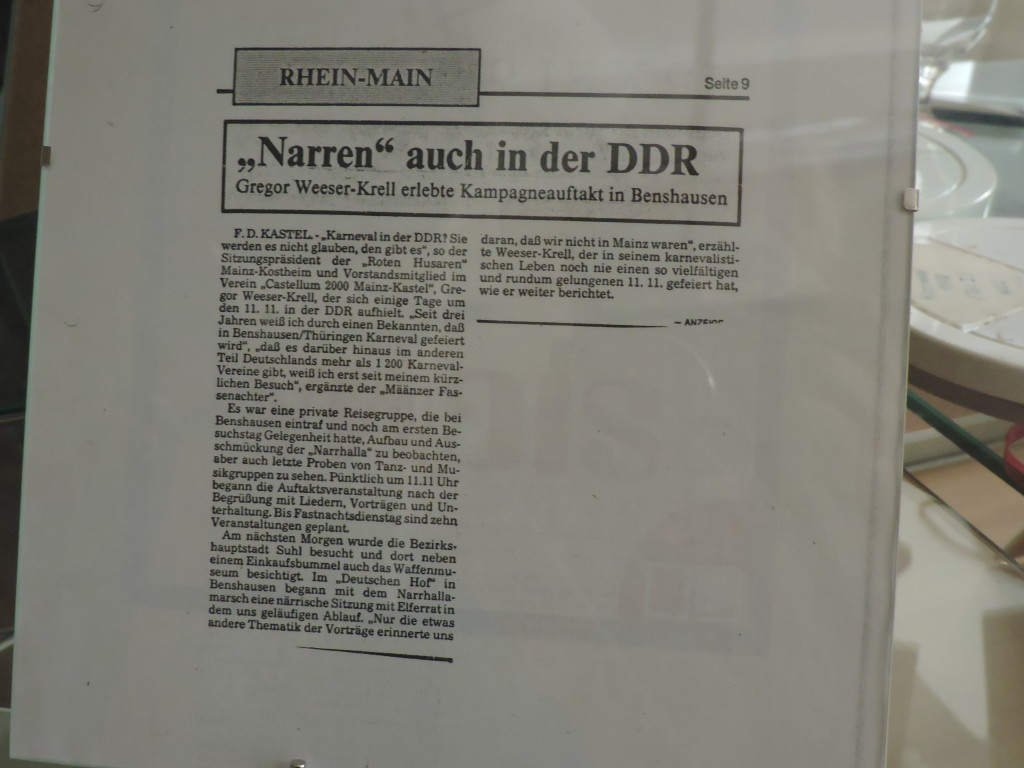 RHEIN-MAIN
Seite 9
„Narren“ auch in der DDR
Gregor Weeser-Krell erlebte Kampagneauftakt in Benshausen
F. D. KASTEL. - „Karneval in der DDR? Sie
werden es nicht glauben, den gibt es“, so der
Sitzungspräsident der „Roten Husaren“
Mainz-Kostheim und Vorstandsmitglied im
Verein „Castellum 2000 Mainz-Kastel“, Gre-
gor Weeser-Krell, der sich einige Tage um
den 11. 11. in der DDR aufhielt. „Seit drei
Jahren weiß ich durch einen Bekannten, daß
in Benshausen/Thüringen Karneval gefeiert
wird“, „daß es darüber hinaus im anderen
Teil Deutschlands mehr als 1 200 Karneval-
Vereine gibt, weiß ich erst seit meinem kürz-
lichen Besuch“, ergänzte der „Määnzer Fas-
senachter“.
Es war eine private Reisegruppe, die bei
Benshausen eintraf und noch am ersten Be-
suchstag Gelegenheit hatte, Aufbau und Aus-
schmückung der „Narrhalla“ zu beobachten,
aber auch letzte Proben von Tanz- und Mu-
sikgruppen zu sehen. Pünktlich um 11.11 Uhr
begann die Auftaktsveranstaltung nach der
Begrüßung mit Liedern, Vorträgen und Un-
terhaltung. Bis Fastnachtsdienstag sind zehn
Veranstaltungen geplant.
Am nächsten Morgen wurde die Bezirks-
hauptstadt Suhl besucht und dort neben
einem Einkaufsbummel auch das Waffenmu-
seum besichtigt. Im „Deutschen Hof“ in
Benshausen begann mit dem Narrhalla-
marsch eine närrische Sitzung mit Elferrat in
dem uns geläufigen Ablauf. „Nur die etwas
andere Thematik der Vorträge erinnerte uns
daran, daß wir nicht in Mainz waren“, erzähl-
te Weeser-Krell, der in seinem karnevalisti-
schen Leben noch nie einen so vielfältigen
und rundum gelungenen 11. 11. gefeiert hat,
wie er weiter berichtet.
— ANZEIGE